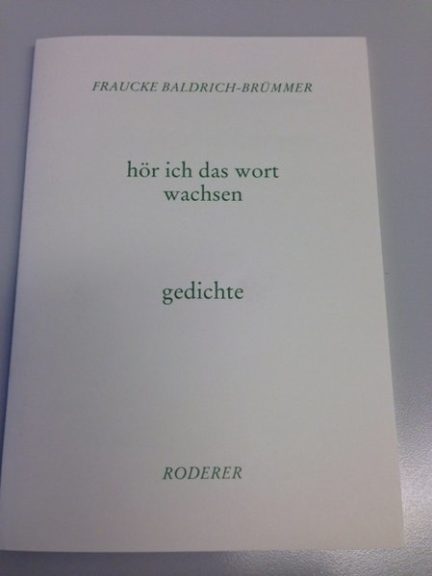 FRAUCKE BALDRICH-BRÜMMER
hör ich das wort
wachsen
gedichte
RODERER